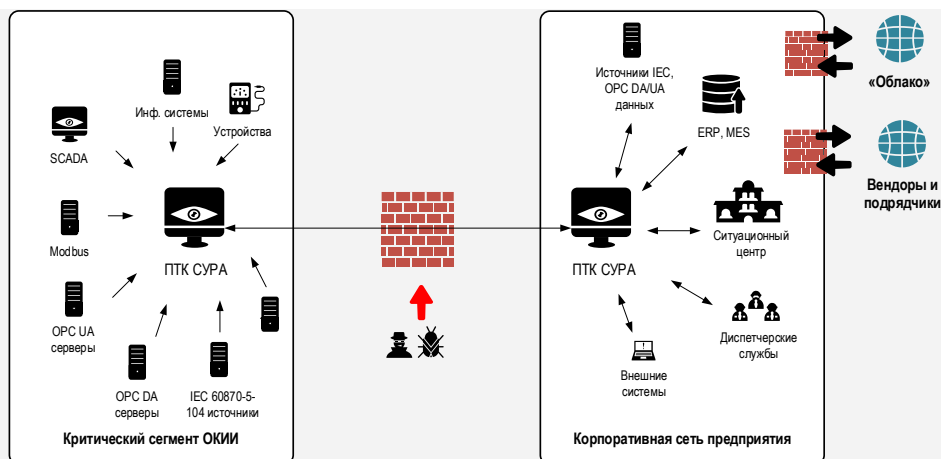 Инф. системы
Устройства
SCADA
Modbus
ПТК СУРА
OPC UA
серверы
OPC DA
серверы
IEC 60870-5-
104 источники
Критический сегмент ОКИИ
Источники IEC,
OPC DA/UA
данных
ERP, MES
ПТК СУРА
Ситуационный
центр
Диспетчерские
службы
Внешние
системы
Корпоративная сеть предприятия
«Облако»
Вендоры и
подрядчики